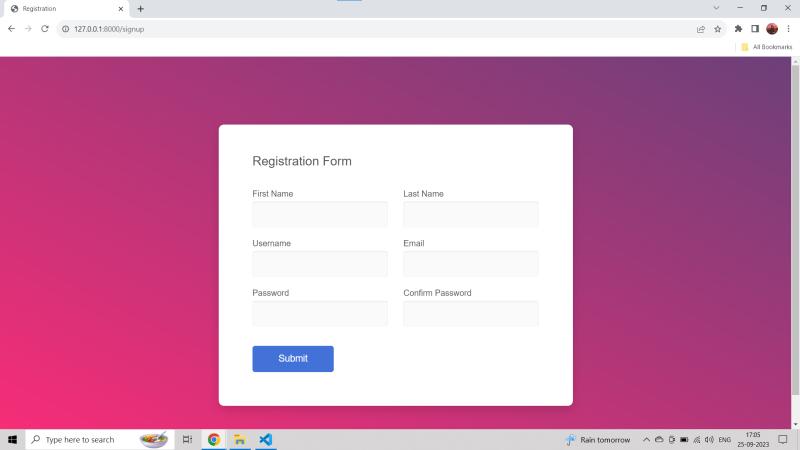 Registration
127.0.0.1:8000/signup
All Bookmarks
Registration Form
First Name
Last Name
Username
Email
Password
Confirm Password
Submit
Type here to search
Rain tomorrow
ENG
17:05
25-09-2023